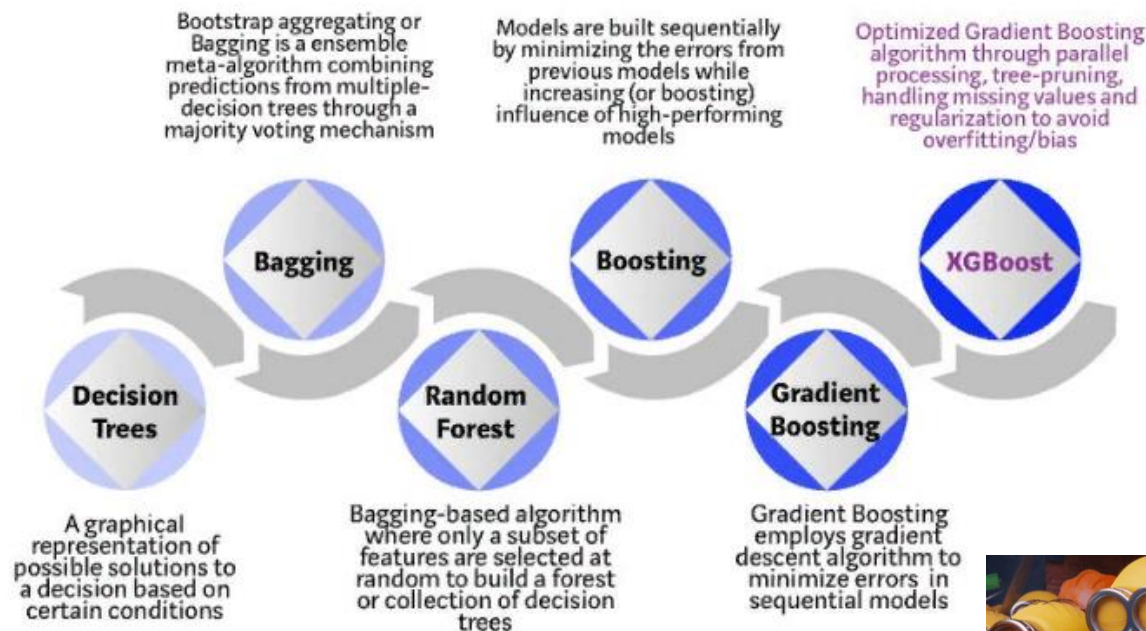 Bootstrap aggregating or
Bagging is a ensemble
meta-algorithm combining
predictions from multiple-
decision trees through a
majority voting mechanism
Models are built sequentially
by minimizing the errors from
previous models while
increasing (or boosting)
influence of high-performing
models
Optimized Gradient Boosting
algorithm through parallel
processing, tree-pruning,
handling missing values and
regularization to avoid
overfitting/bias
Bagging
Boosting
XGBoost
Decision
Trees
Random
Forest
Gradient
Boosting
A graphical
representation of
possible solutions to
a decision based on
certain conditions
Bagging-based algorithm
where only a subset of
features are selected at
random to build a forest
or collection of decision
trees
Gradient Boosting
employs gradient
descent algorithm to
minimize errors in
sequential models